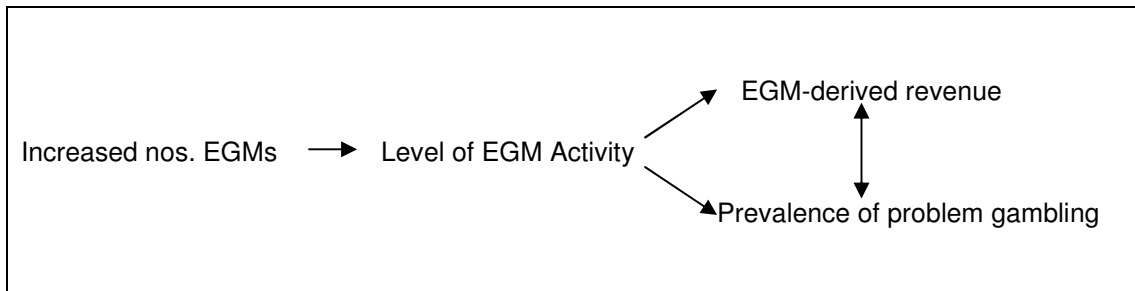 EGM-derived revenue
Increased nos. EGMs
Level of EGM Activity
Prevalence of problem gambling